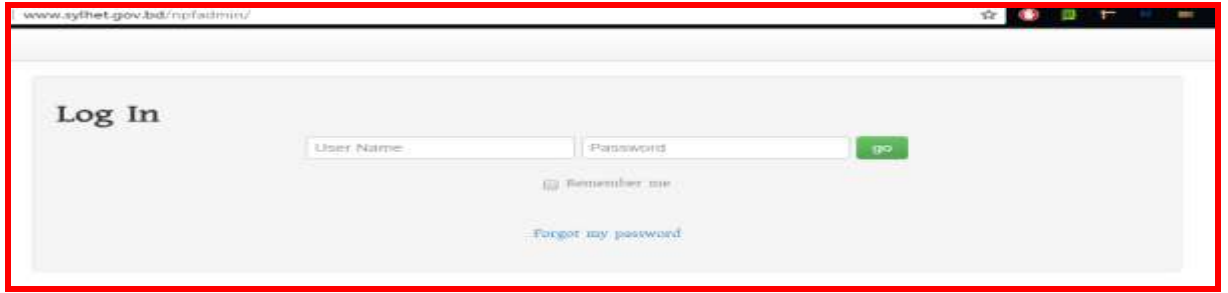 www.sylhet.gov.bd/npfadmin/
Log In
User Name Password go
Remember me
Forgot my password